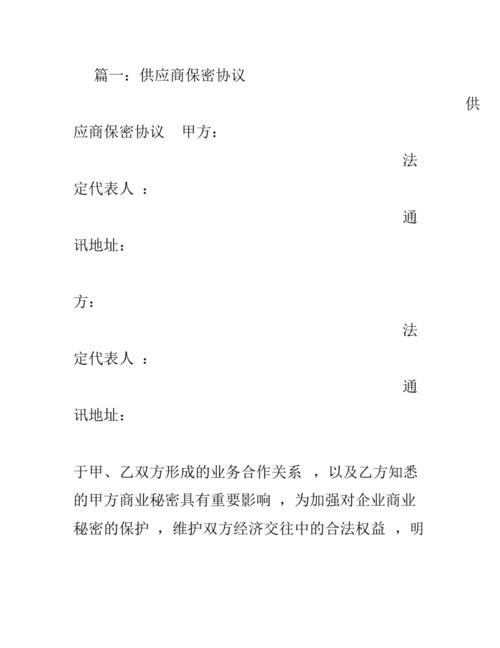 篇一：供应商保密协议
供
应商保密协议 甲方：
法
定代表人 ：
通
讯地址：
方：
法
定代表人 ：
通
讯地址：
于甲、乙双方形成的业务合作关系 ，以及乙方知悉
的甲方商业秘密具有重要影响 ，为加强对企业商业
秘密的保护 ，维护双方经济交往中的合法权益 ，明